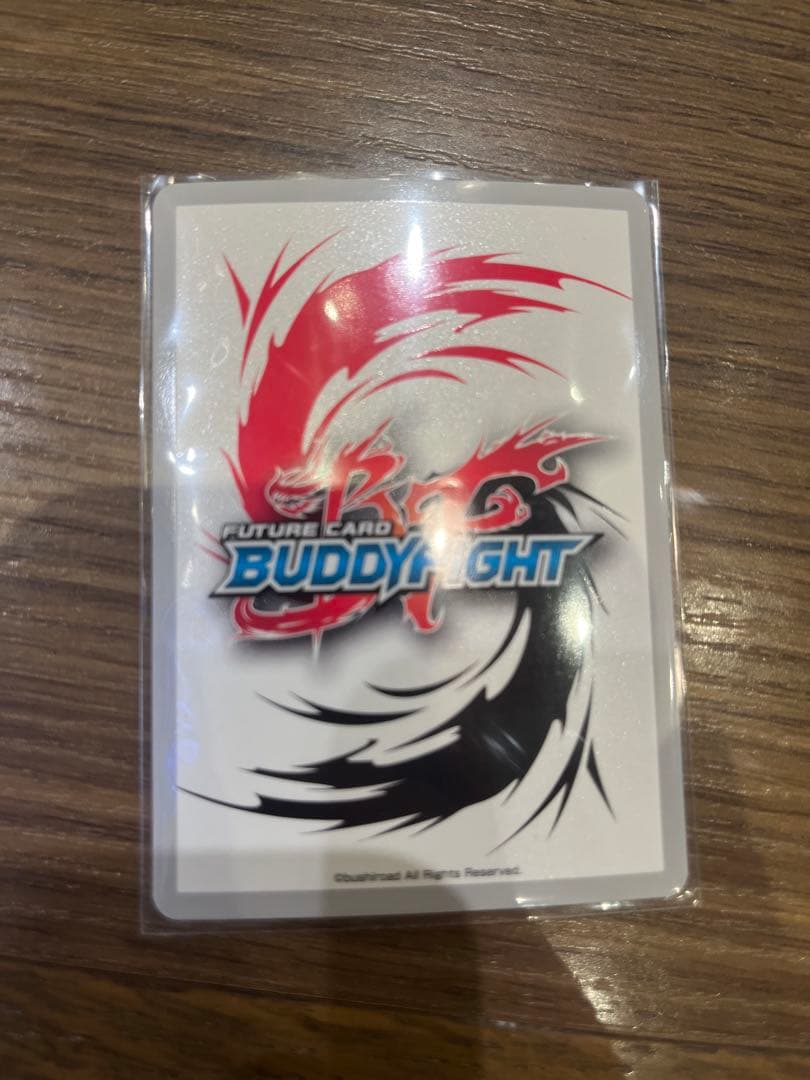 FUTURE CARD
BUDDYFIGHT
©bushiroad All Rights Reserved.